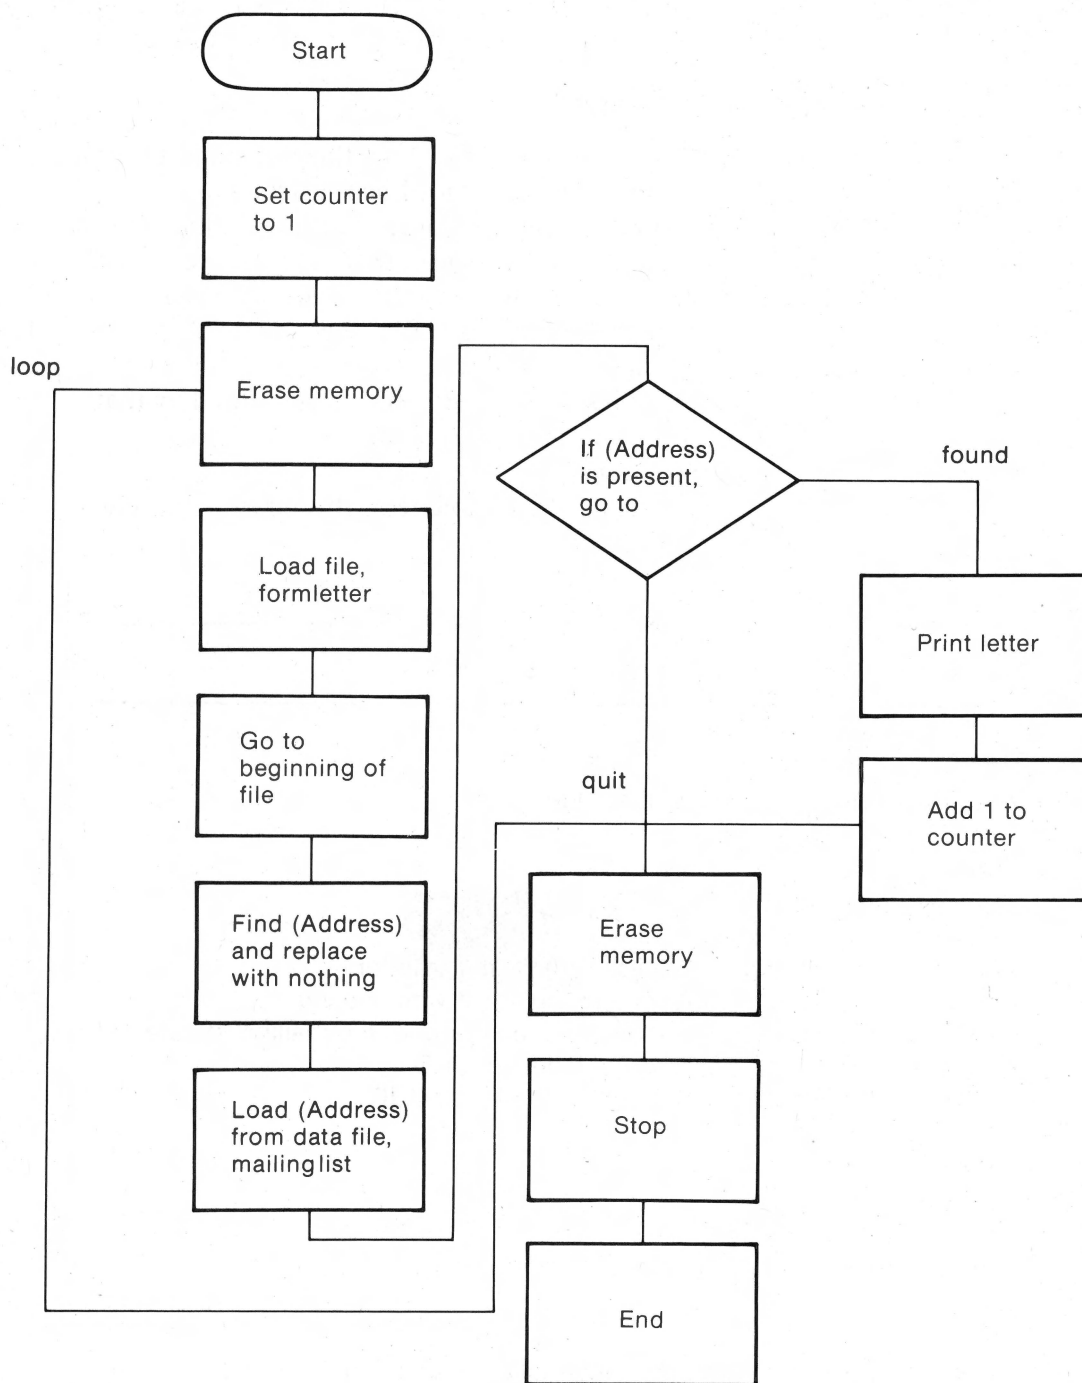 Start
Set counter
to 1
loop
Erase memory
Load file,
formletter
Go to
beginning of
file
Find (Address)
and replace
with nothing
Load (Address)
from data file,
mailinglist
If (Address)
is present,
go to
found
Print letter
Add 1 to
counter
quit
Erase
memory
Stop
End